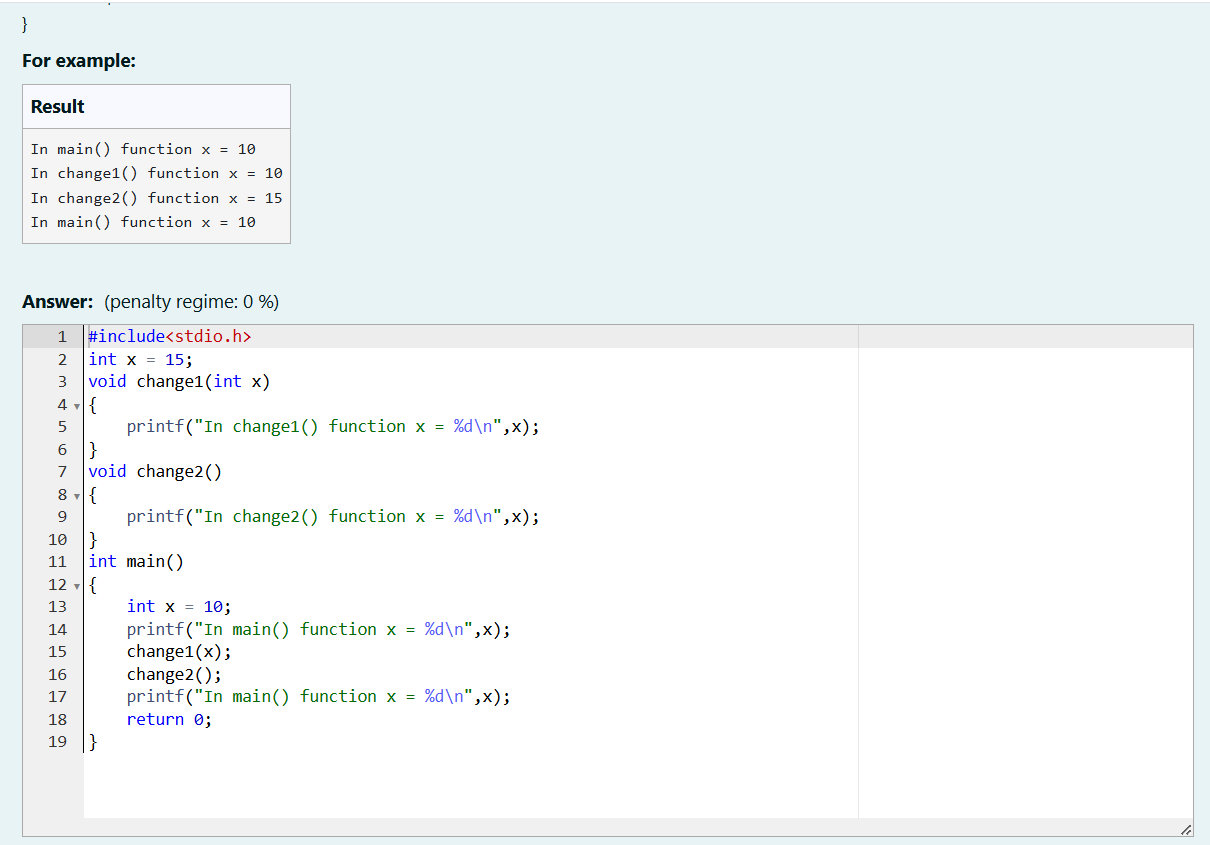 }
For example:
Result
In main() function x = 10
In change1() function x = 10
In change2() function x = 15
In main() function x = 10
Answer: (penalty regime: 0 %)
1 #include<stdio.h>
2 int x = 15;
3 void change1(int x)
4 {
5     printf("In change1() function x = %d\n",x);
6 }
7 void change2()
8 {
9     printf("In change2() function x = %d\n",x);
10 }
11 int main()
12 {
13     int x = 10;
14     printf("In main() function x = %d\n",x);
15     change1(x);
16     change2();
17     printf("In main() function x = %d\n",x);
18     return 0;
19 }